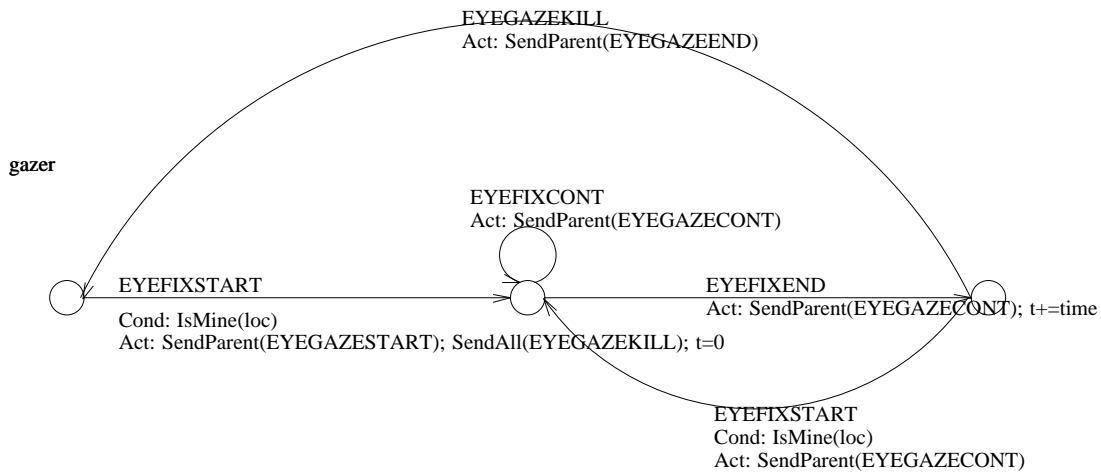 EYEGAZEKILL
Act: SendParent(EYEGAZEEND)
gazer
EYEFIXCONT
Act: SendParent(EYEGAZECONT)
EYEFIXSTART
Cond: IsMine(loc)
Act: SendParent(EYEGAZESTART); SendAll(EYEGAZEKILL); t=0
EYEFIXEND
Act: SendParent(EYEGAZECONT); t+=time
EYEFIXSTART
Cond: IsMine(loc)
Act: SendParent(EYEGAZECONT)